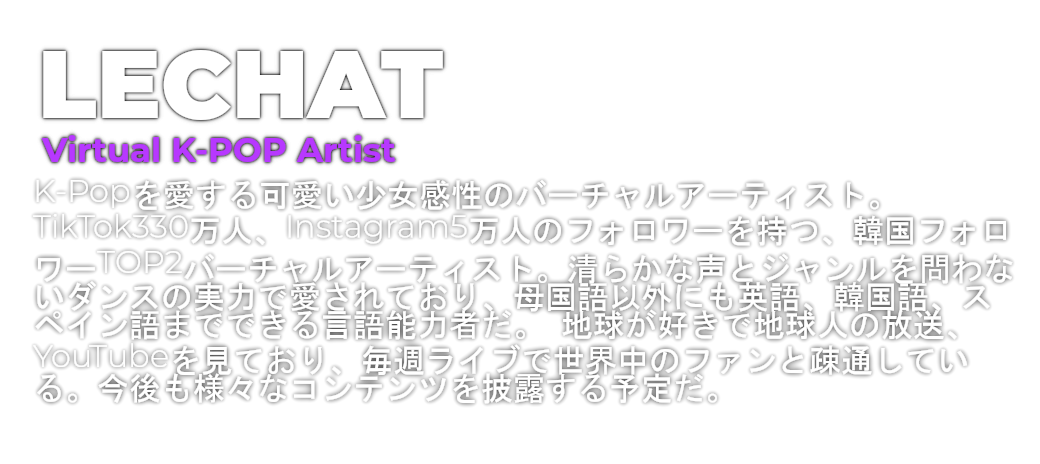 LECHAT
Virtual K-POP Artist
K-Popを愛する可愛い少女感性のバーチャルアーティスト。
TikTok330万人、Instagram5万人のフォロワーを持つ、韓国フォロ
ワーTOP2バーチャルアーティスト。清らかな声とジャンルを問わな
いダンスの実力で愛されており、母国語以外にも英語、韓国語、ス
ペイン語までできる言語能力者だ。 地球が好きで地球人の放送、
YouTubeを見ており、毎週ライブで世界中のファンと疎通してい
る。今後も様々なコンテンツを披露する予定だ。